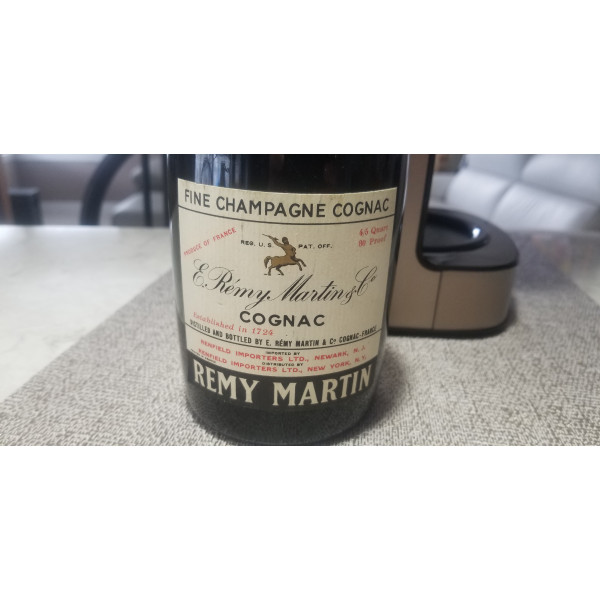 FINE CHAMPAGNE COGNAC
PRODUCE OF FRANCE
REG. U.S. PAT. OFF.
4/5 Quart
80 Proof
E. Rémy Martin & Co
COGNAC
Established in 1724
DISTILLED AND BOTTLED BY E. RÉMY MARTIN & Co COGNAC-FRANCE
IMPORTED BY
RENFIELD IMPORTERS LTD., NEWARK, N.J.
DISTRIBUTED BY
RENFIELD IMPORTERS LTD., NEW YORK, N.Y.
REMY MARTIN